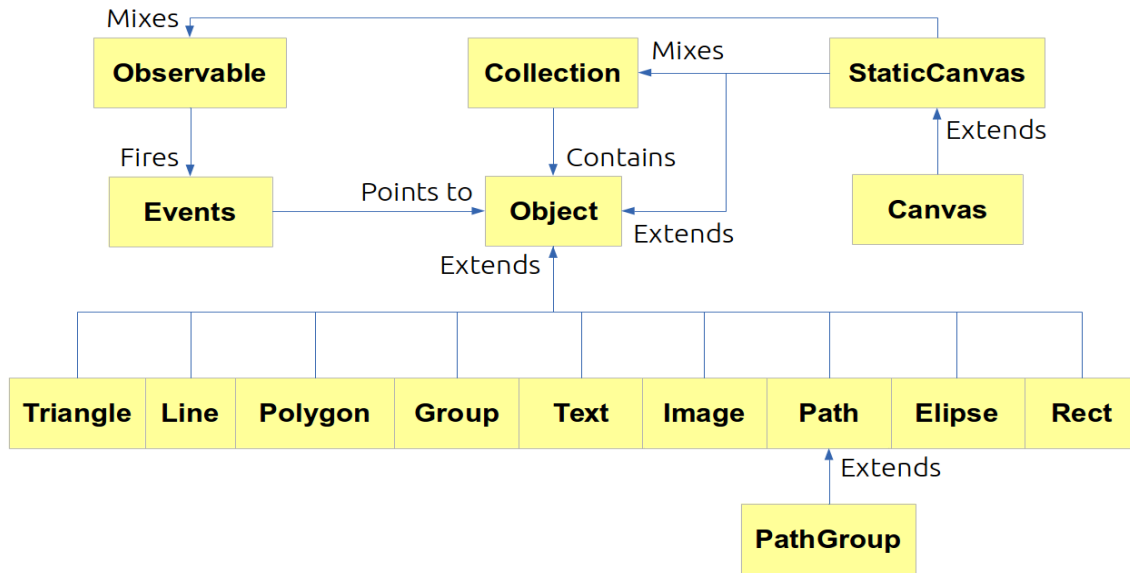 Mixes
Observable
Collection
Mixes
StaticCanvas
Fires
Contains
Extends
Events
Points to
Object
Extends
Canvas
Extends
Triangle
Line
Polygon
Group
Text
Image
Path
Elipse
Rect
Extends
PathGroup